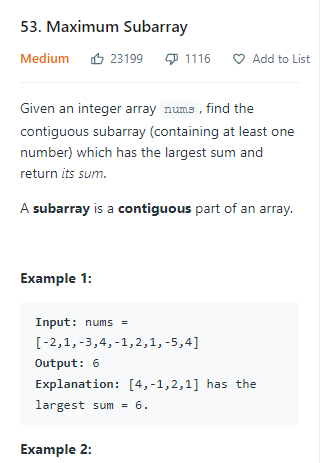 53. Maximum Subarray
Medium 23199 1116 Add to List
Given an integer array nums , find the
contiguous subarray (containing at least one
number) which has the largest sum and
return its sum.
A subarray is a contiguous part of an array.
Example 1:
Input: nums =
[-2,1,-3,4,-1,2,1,-5,4]
Output: 6
Explanation: [4,-1,2,1] has the
largest sum = 6.
Example 2: